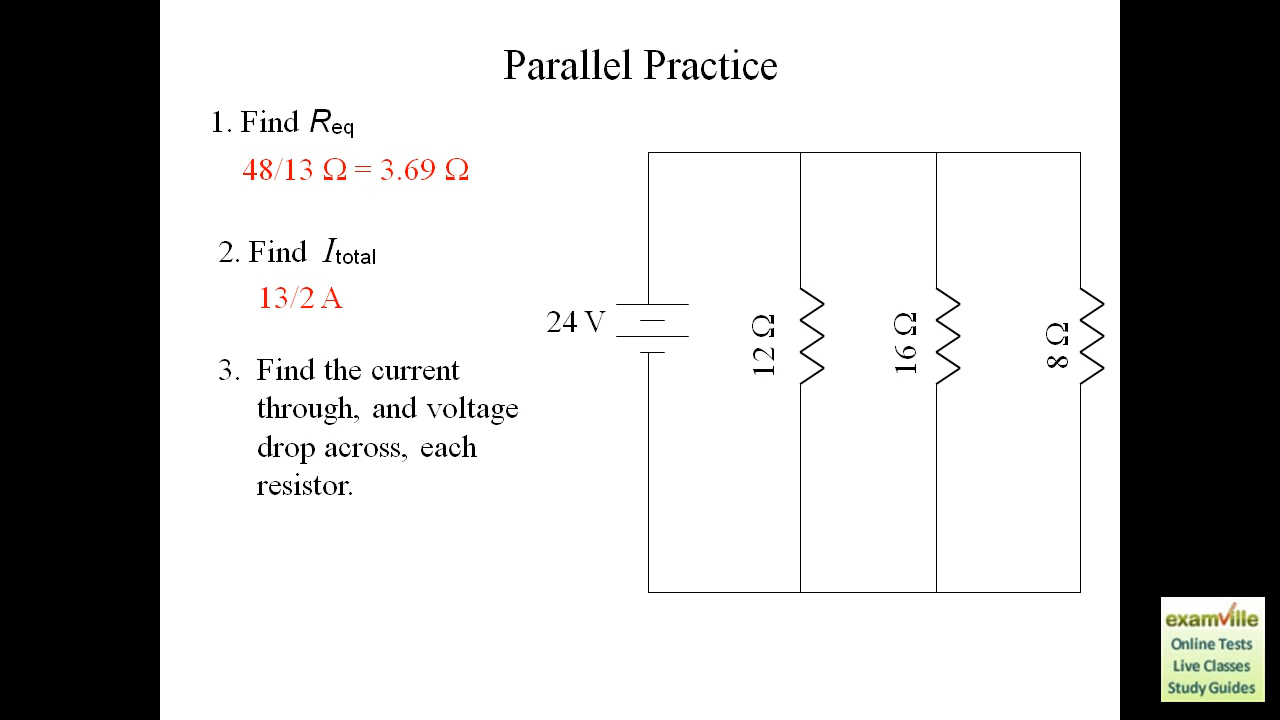 Parallel Practice
1. Find Req
48/13 Ω = 3.69 Ω
2. Find Itotal
13/2 A
3. Find the current
through, and voltage
drop across, each
resistor.
24 V
12 Ω
16 Ω
8 Ω
examville
Online Tests
Live Classes
Study Guides